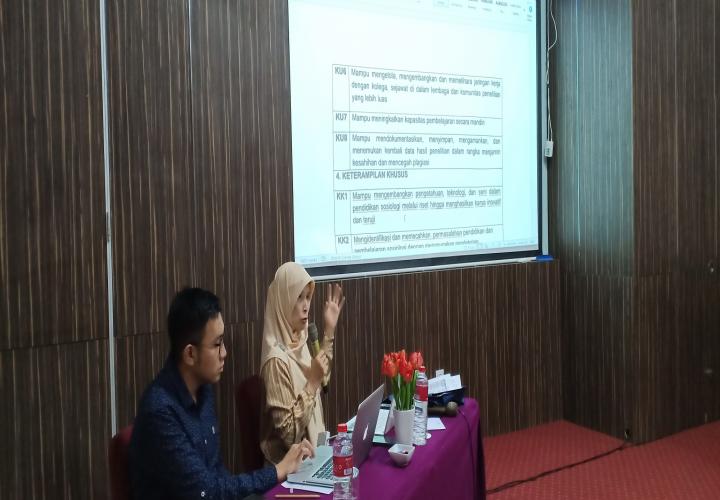 KU6 Mampu mengelola, mengembangkan dan memelihara jaringan kerja
dengan kolega, sejawat di dalam lembaga dan komunitas penelitian
yang lebih luas
KU7 Mampu meningkatkan kapasitas pembelajaran secara mandiri
KU8 Mampu mendokumentasikan, menyimpan, mengamankan, dan
menemukan kembali data hasil penelitian dalam rangka menjamin
kesahihan dan mencegah plagiasi
4. KETERAMPILAN KHUSUS
KK1 Mampu mengembangkan pengetahuan, teknologi, dan seni dalam
pendidikan sosiologi melalui riset hingga menghasilkan karya inovatif
dan teruji
KK2 Mengidentifikasi dan memecahkan permasalahan pendidikan dan